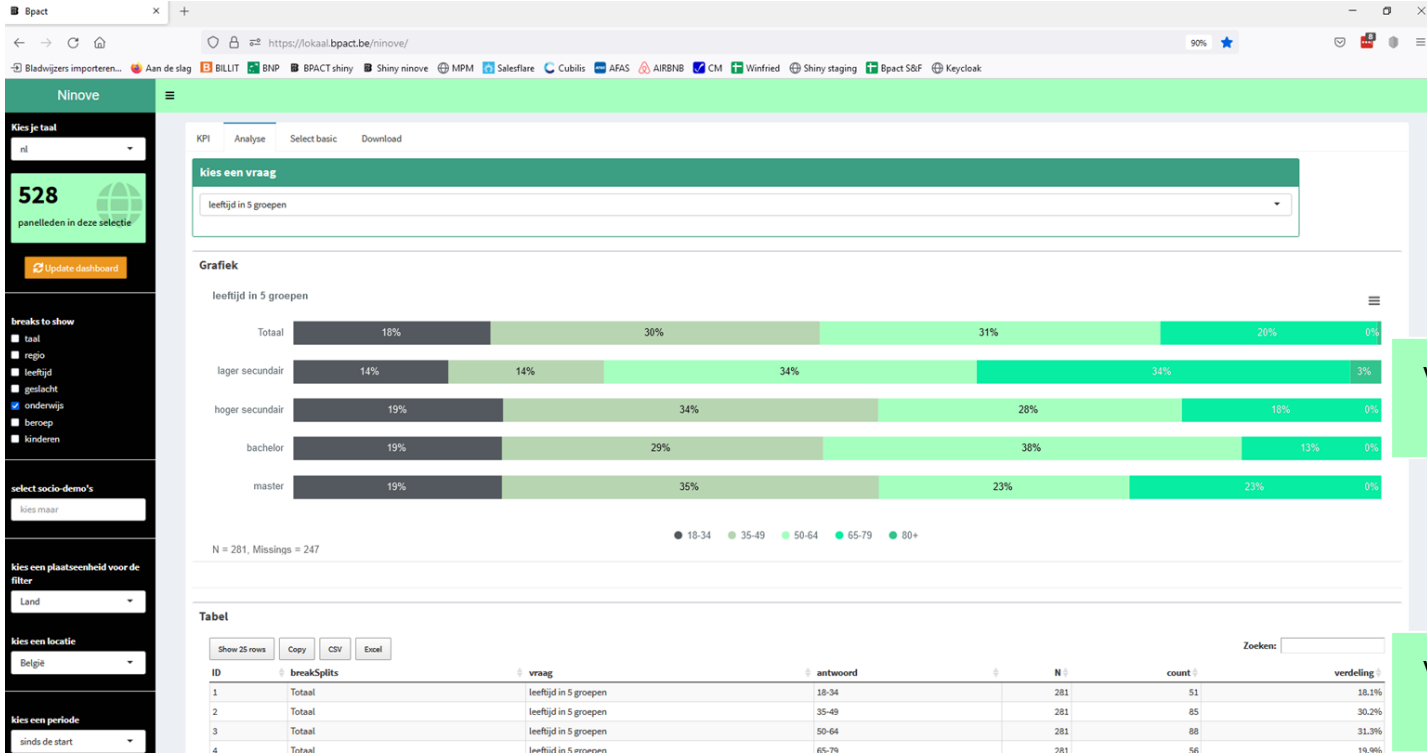 Bpact
https://lokaal.bpact.be/ninove/
90%
8
Bladwijzers importeren...
Aan de slag
BILLIT
BNP
BPACT shiny
Shiny ninove
MPM
Salesflare
Cubilis
AFAS
AIRBNB
CM
Winfried
Shiny staging
Bpact S&F
Keycloak
Ninove
Kies je taal
nl
528
panelleden in deze selectie
Update dashboard
breaks to show
taal
regio
leeftijd
geslacht
onderwijs
beroep
kinderen
select socio-demo's
kies maar
kies een plaatseenheid voor de
filter
Land
kies een locatie
België
kies een periode
sinds de start
KPI Analyse Select basic Download
kies een vraag
leeftijd in 5 groepen
Grafiek
leeftijd in 5 groepen
Totaal 18% 30% 31% 20% 0%
lager secundair 14% 14% 34% 34% 3%
hoger secundair 19% 34% 28% 18% 0%
bachelor 19% 29% 38% 13% 0%
master 19% 35% 23% 23% 0%
18-34 35-49 50-64 65-79 80+
N = 281, Missings = 247
Tabel
Show 25 rows Copy CSV Excel Zoeken:
ID breakSplits vraag antwoord N count verdeling
1 Totaal leeftijd in 5 groepen 18-34 281 51 18.1%
2 Totaal leeftijd in 5 groepen 35-49 281 85 30.2%
3 Totaal leeftijd in 5 groepen 50-64 281 88 31.3%
4 Totaal leeftijd in 5 groepen 65-79 281 56 19.9%